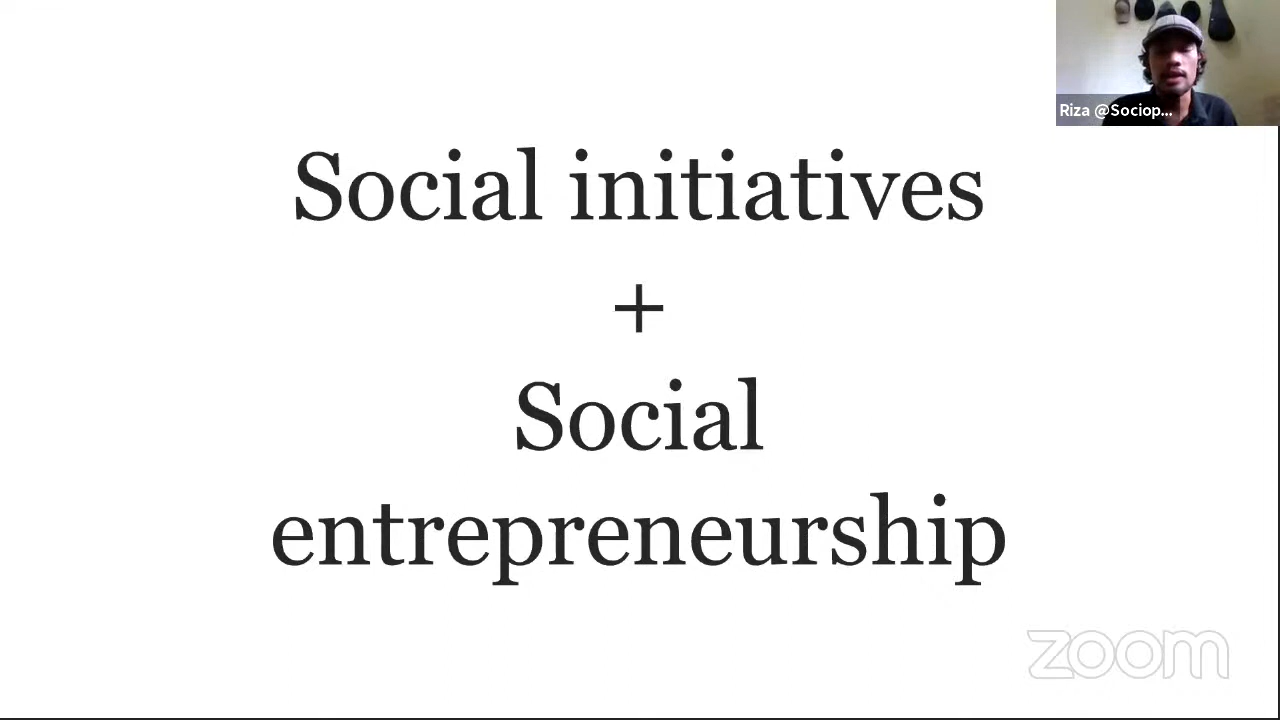 Riza @Sociop...
Social initiatives
+
Social
entrepreneurship
zoom